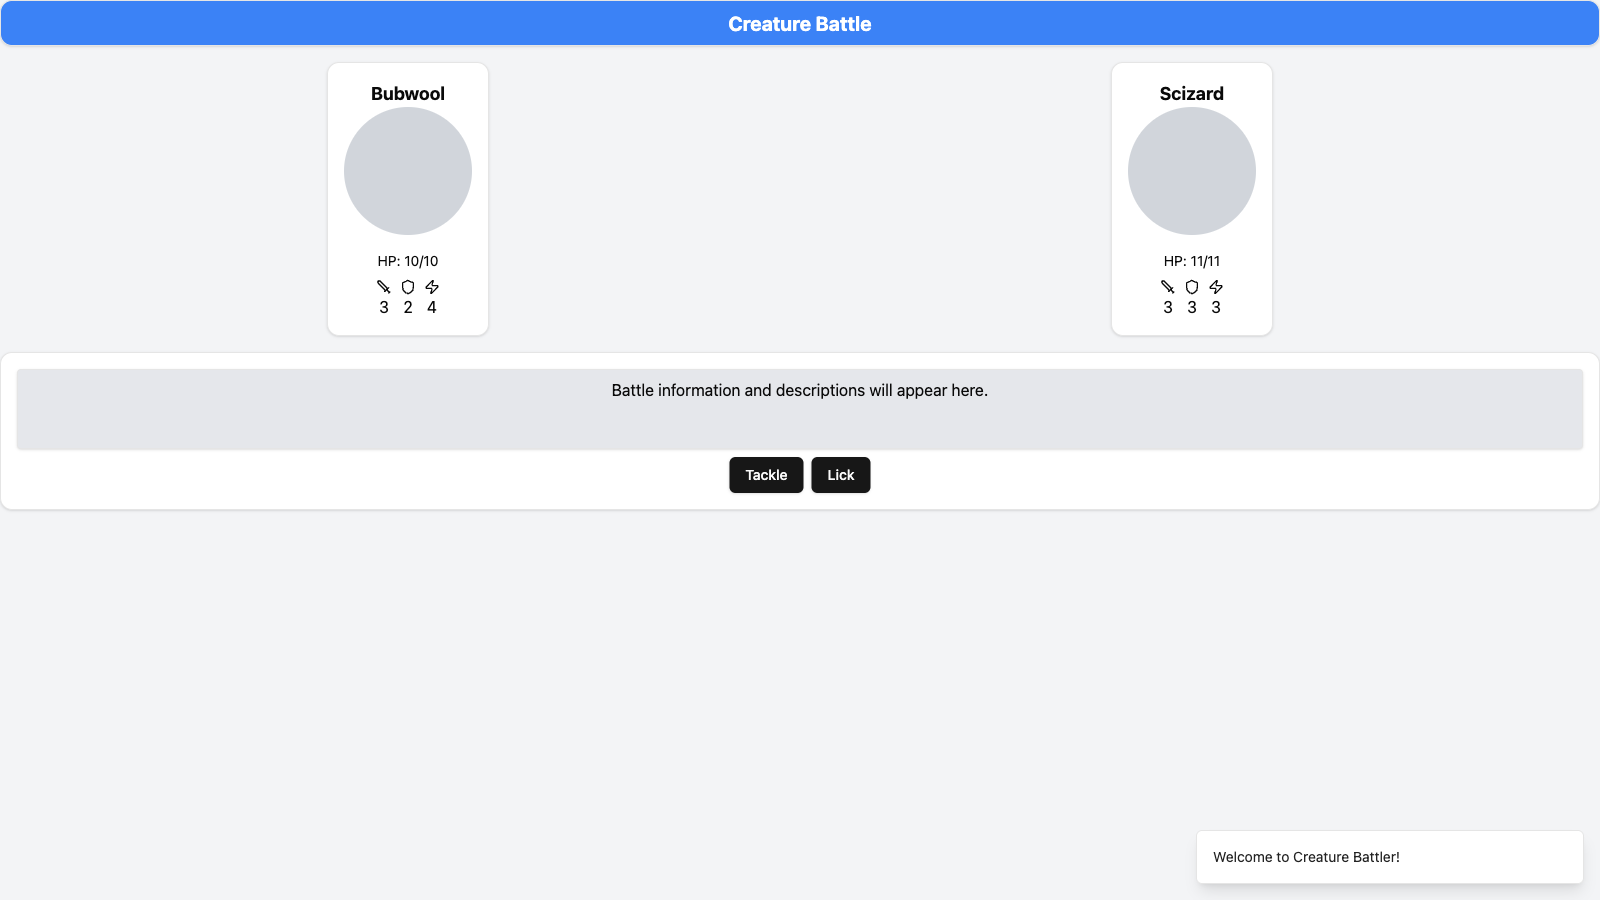 Creature Battle
Bubwool
HP: 10/10
3 2 4
Scizard
HP: 11/11
3 3 3
Battle information and descriptions will appear here.
Tackle
Lick
Welcome to Creature Battler!